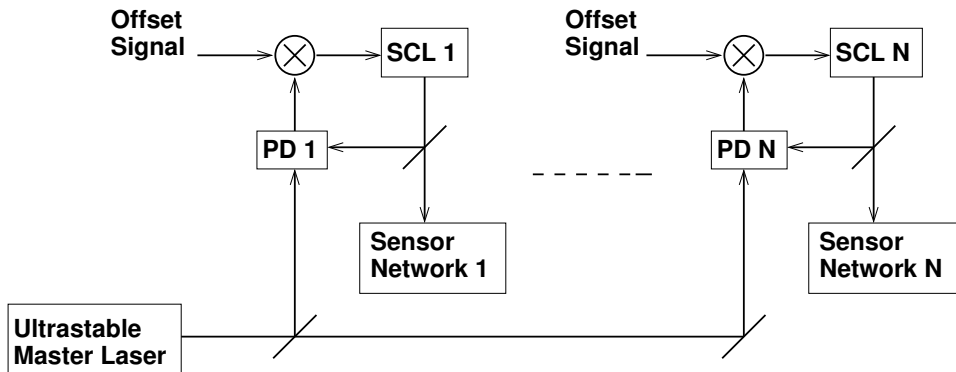 Offset
Signal
SCL 1
PD 1
Sensor
Network 1
Offset
Signal
SCL N
PD N
Sensor
Network N
Ultrastable
Master Laser